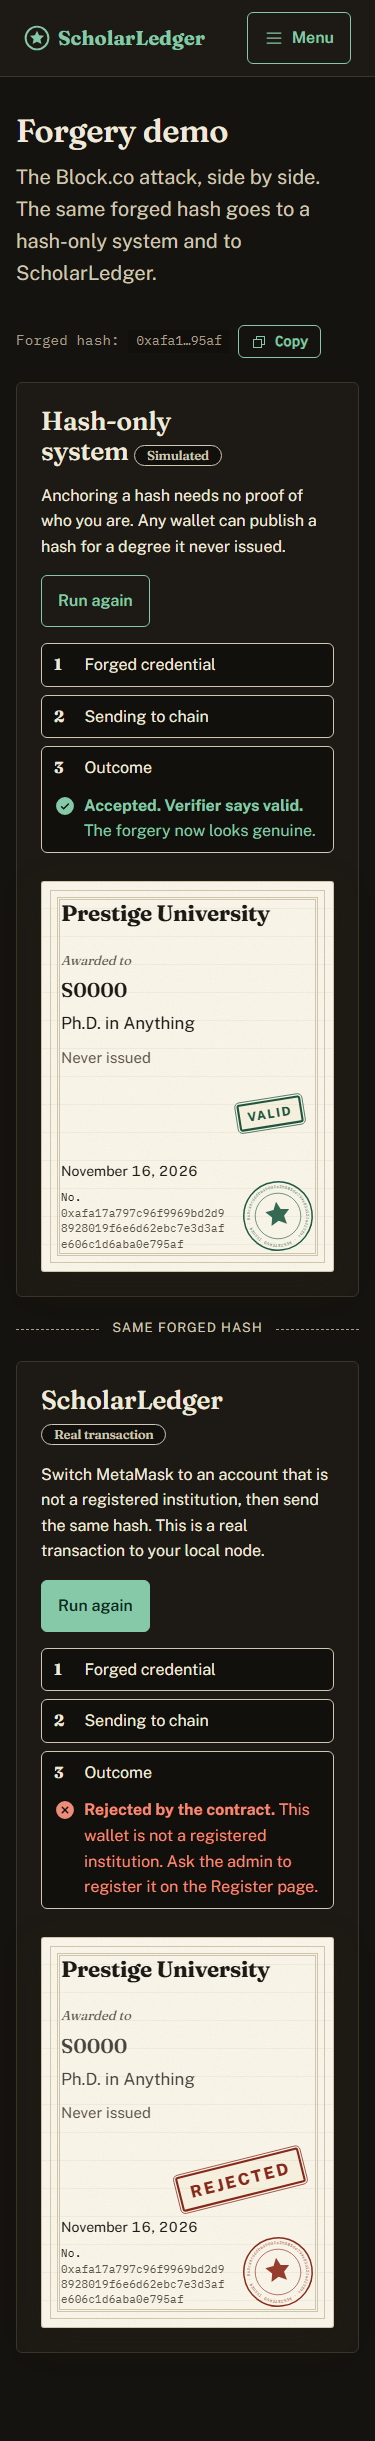 ScholarLedger
Menu
Forgery demo
The Block.co attack, side by side.
The same forged hash goes to a
hash-only system and to
ScholarLedger.
Forged hash: 0xafa1…95af Copy
Hash-only
system Simulated
Anchoring a hash needs no proof of
who you are. Any wallet can publish a
hash for a degree it never issued.
Run again
1 Forged credential
2 Sending to chain
3 Outcome
Accepted. Verifier says valid.
The forgery now looks genuine.
Prestige University
Awarded to
S0000
Ph.D. in Anything
Never issued
VALID
November 16, 2026
No.
0xafa17a797c96f9969bd2d9
8928019f6e6d62ebc7e3d3af
e606c1d6aba0e795af
SAME FORGED HASH
ScholarLedger
Real transaction
Switch MetaMask to an account that is
not a registered institution, then send
the same hash. This is a real
transaction to your local node.
Run again
1 Forged credential
2 Sending to chain
3 Outcome
Rejected by the contract. This
wallet is not a registered
institution. Ask the admin to
register it on the Register page.
Prestige University
Awarded to
S0000
Ph.D. in Anything
Never issued
REJECTED
November 16, 2026
No.
0xafa17a797c96f9969bd2d9
8928019f6e6d62ebc7e3d3af
e606c1d6aba0e795af